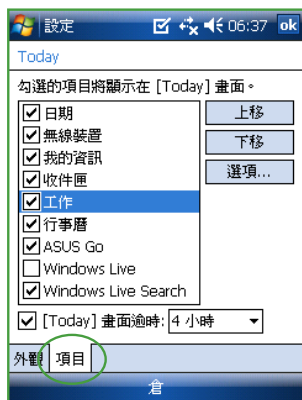 設定 06:37 ok
Today
勾選的項目將顯示在 [Today] 畫面。
日期
無線裝置
我的資訊
收件匣
工作
行事曆
ASUS Go
Windows Live
Windows Live Search
上移
下移
選項...
[Today] 畫面逾時: 4 小時
外觀 項目
倉